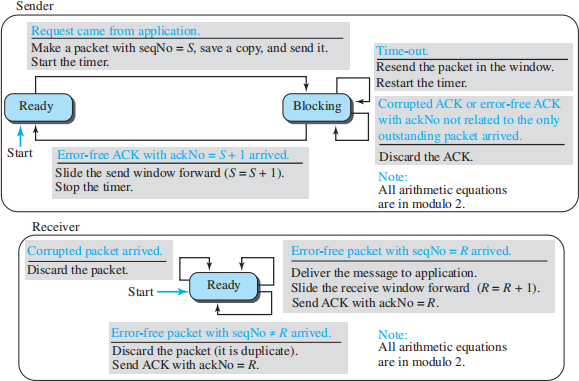 Sender
Request came from application.
Make a packet with seqNo = S, save a copy, and send it.
Start the timer.
Time-out.
Resend the packet in the window.
Restart the timer.
Ready
Blocking
Corrupted ACK or error-free ACK
with ackNo not related to the only
outstanding packet arrived.
Discard the ACK.
Start
Error-free ACK with ackNo = S + 1 arrived.
Slide the send window forward (S = S + 1).
Stop the timer.
Note:
All arithmetic equations
are in modulo 2.
Receiver
Corrupted packet arrived.
Discard the packet.
Ready
Start
Error-free packet with seqNo = R arrived.
Deliver the message to application.
Slide the receive window forward (R = R + 1).
Send ACK with ackNo = R.
Error-free packet with seqNo ≠ R arrived.
Discard the packet (it is duplicate).
Send ACK with ackNo = R.
Note:
All arithmetic equations
are in modulo 2.